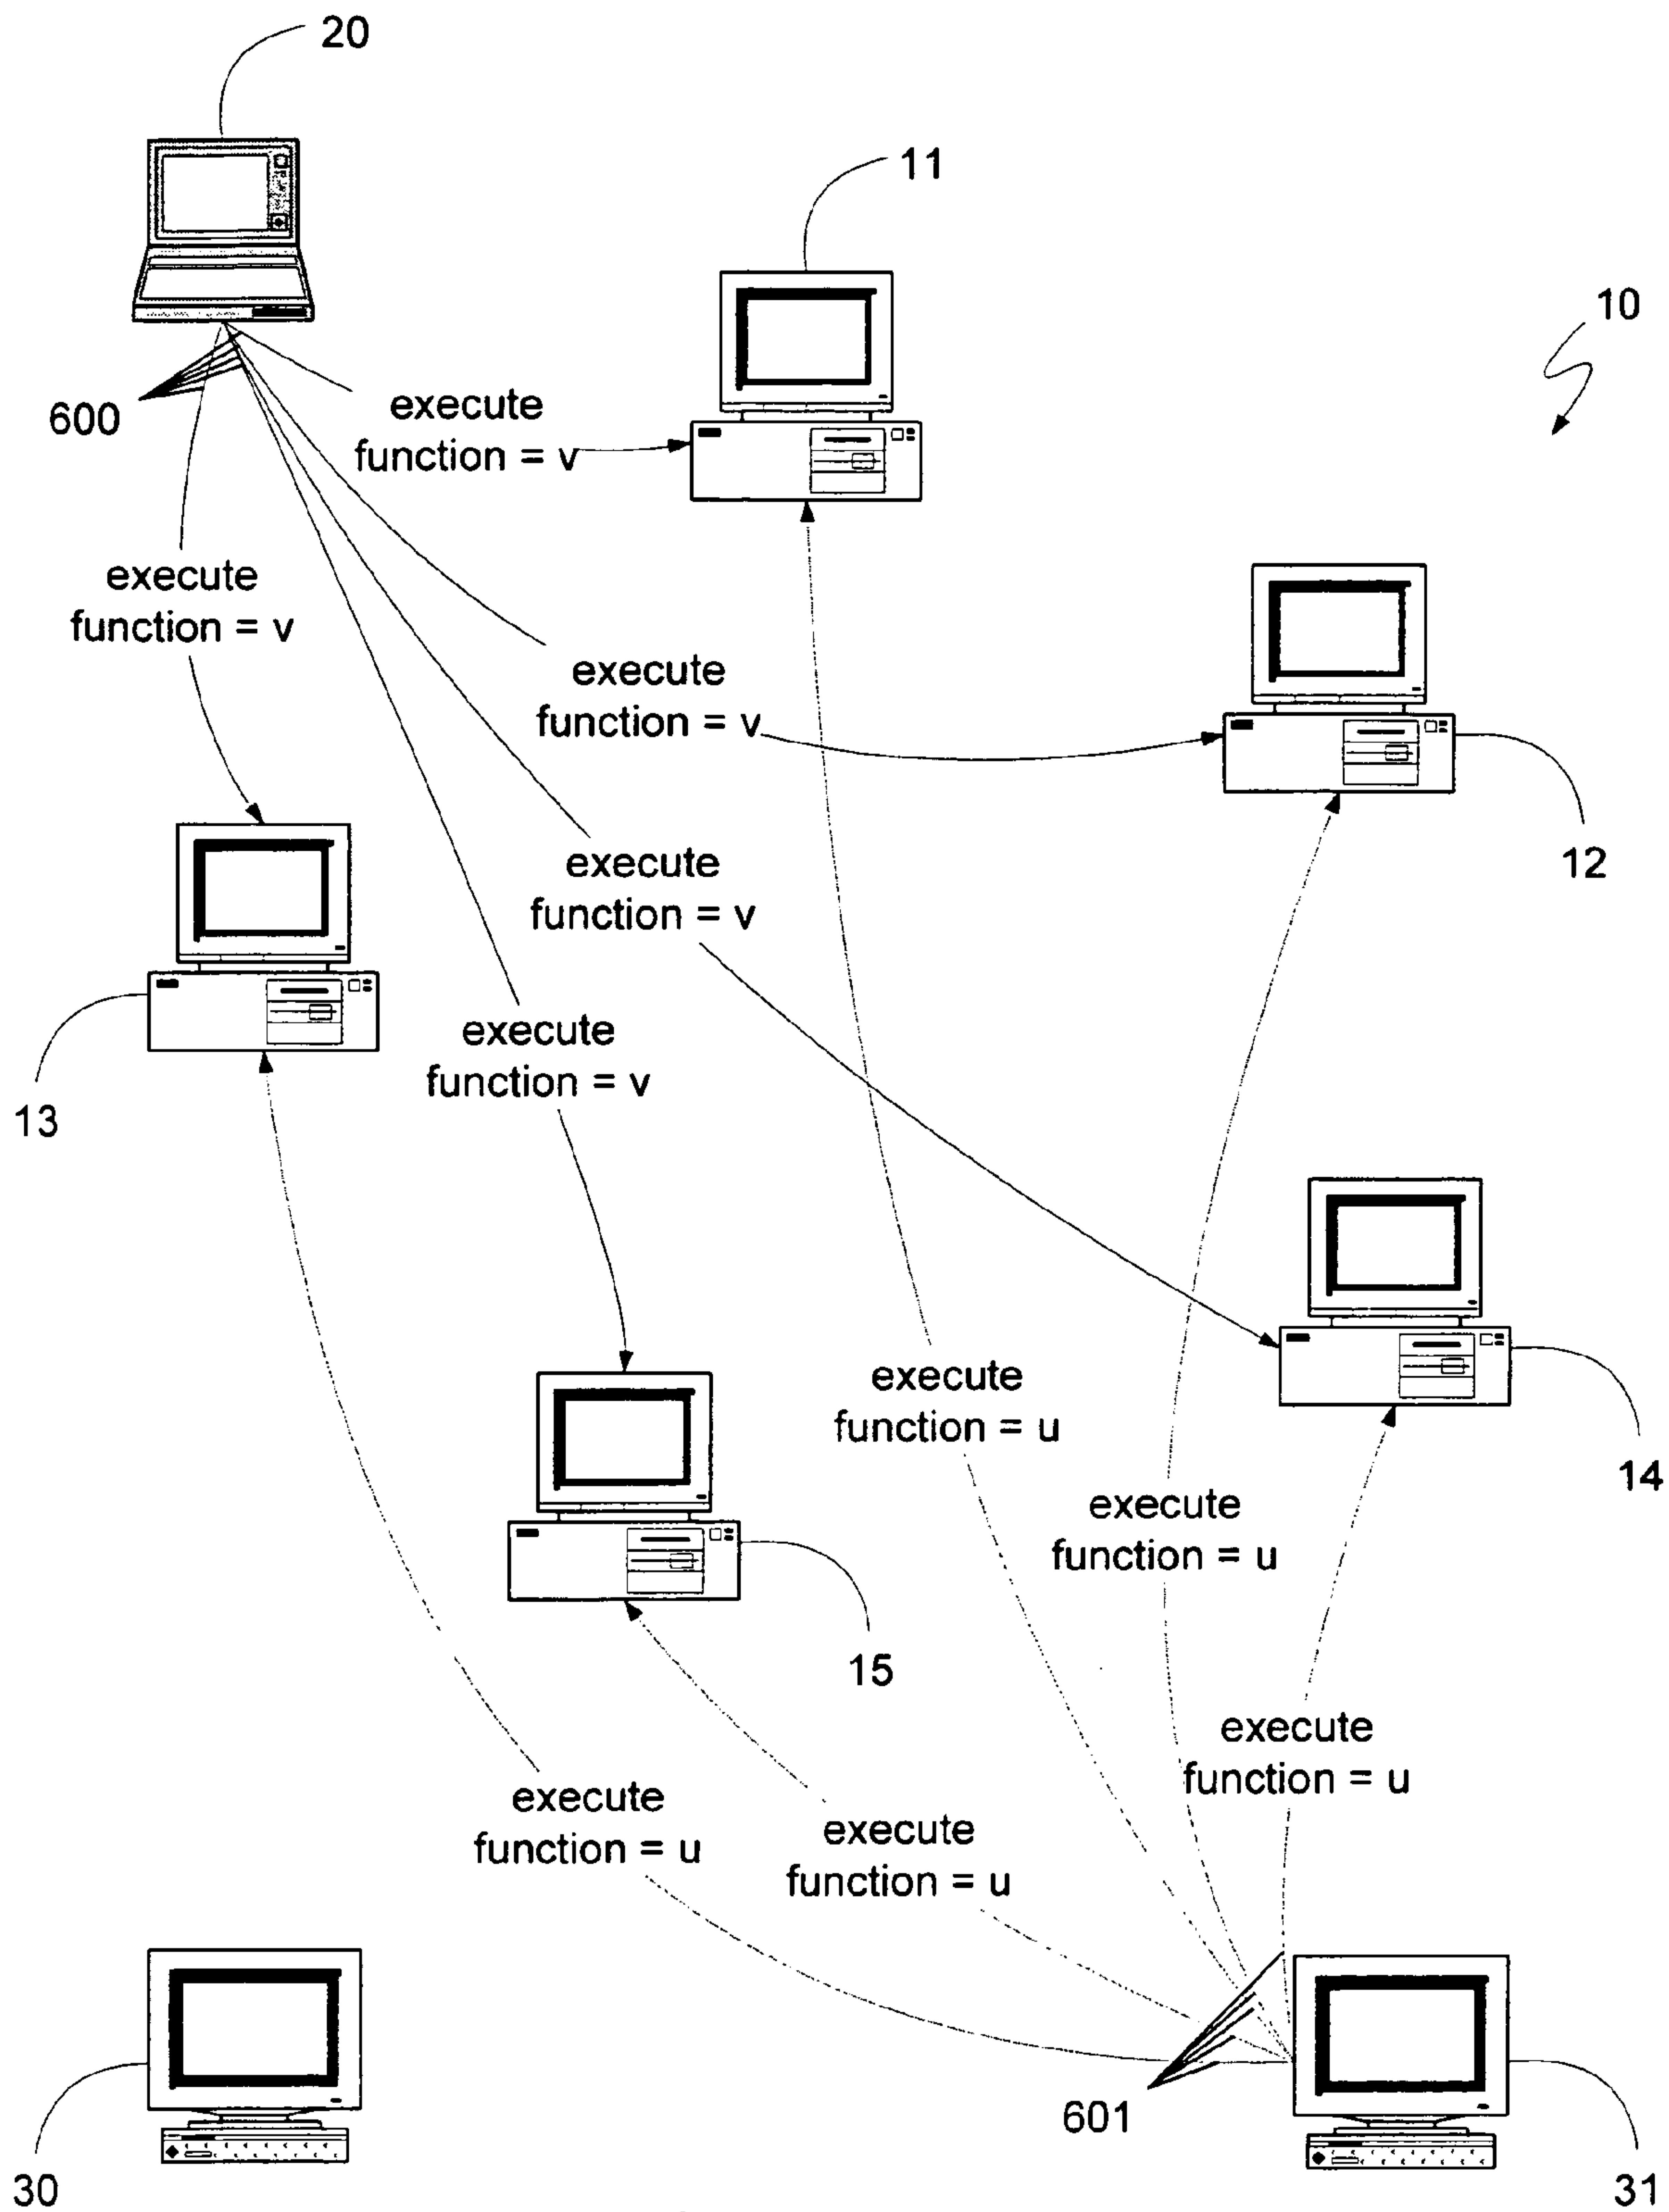 20
11
10
600
execute
function = v
execute
function = v
execute
function = v
12
execute
function = v
execute
function = v
13
execute
function = u
14
execute
function = u
15
execute
function = u
execute
function = u
execute
function = u
601
30
31